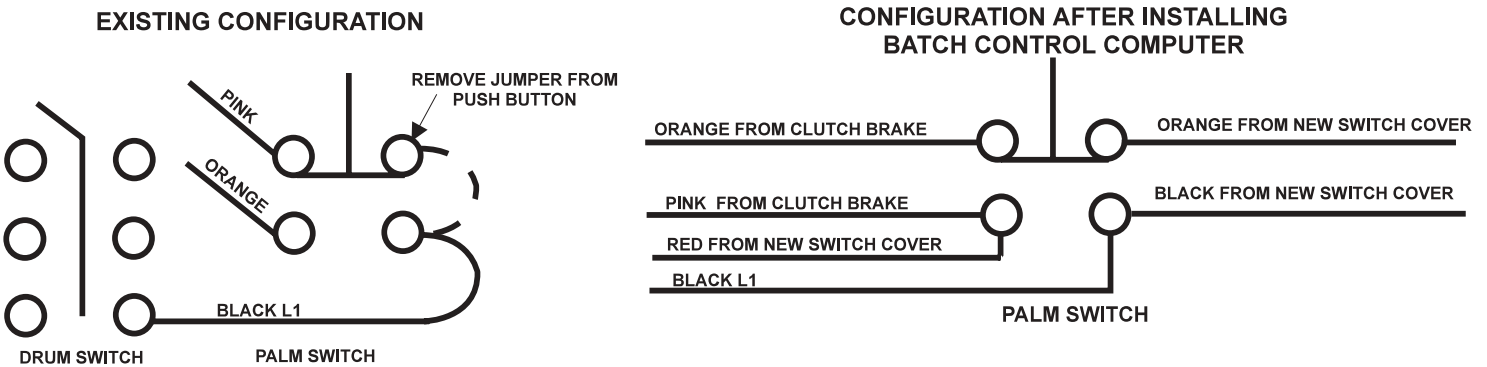 EXISTING CONFIGURATION
PINK
REMOVE JUMPER FROM
PUSH BUTTON
ORANGE
BLACK L1
DRUM SWITCH
PALM SWITCH
CONFIGURATION AFTER INSTALLING
BATCH CONTROL COMPUTER
ORANGE FROM CLUTCH BRAKE
ORANGE FROM NEW SWITCH COVER
PINK FROM CLUTCH BRAKE
BLACK FROM NEW SWITCH COVER
RED FROM NEW SWITCH COVER
BLACK L1
PALM SWITCH